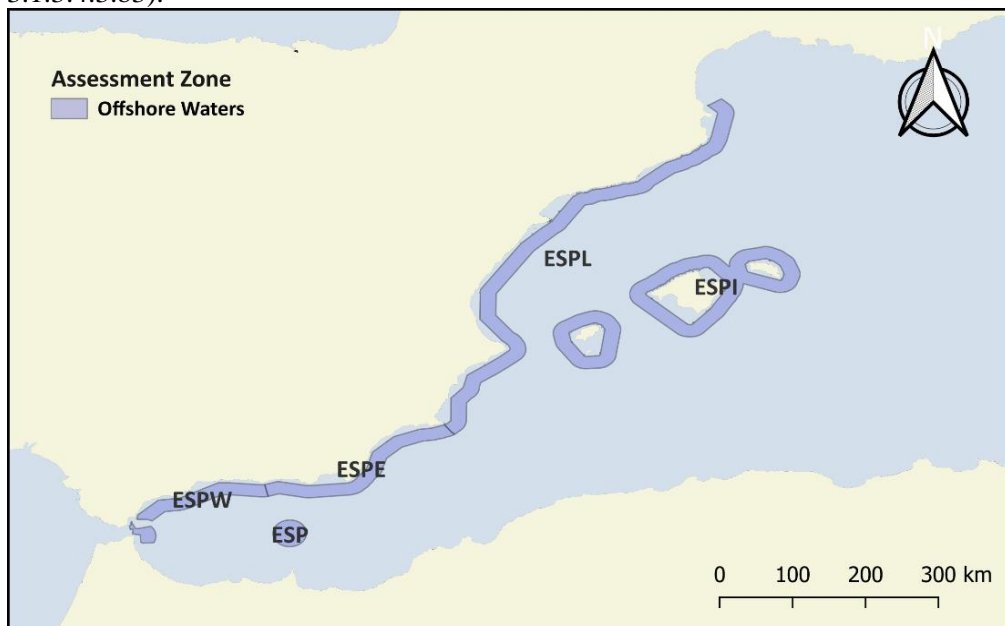 N
Assessment Zone
Offshore Waters
ESPL
ESPI
ESPE
ESPW
ESP
0 100 200 300 km